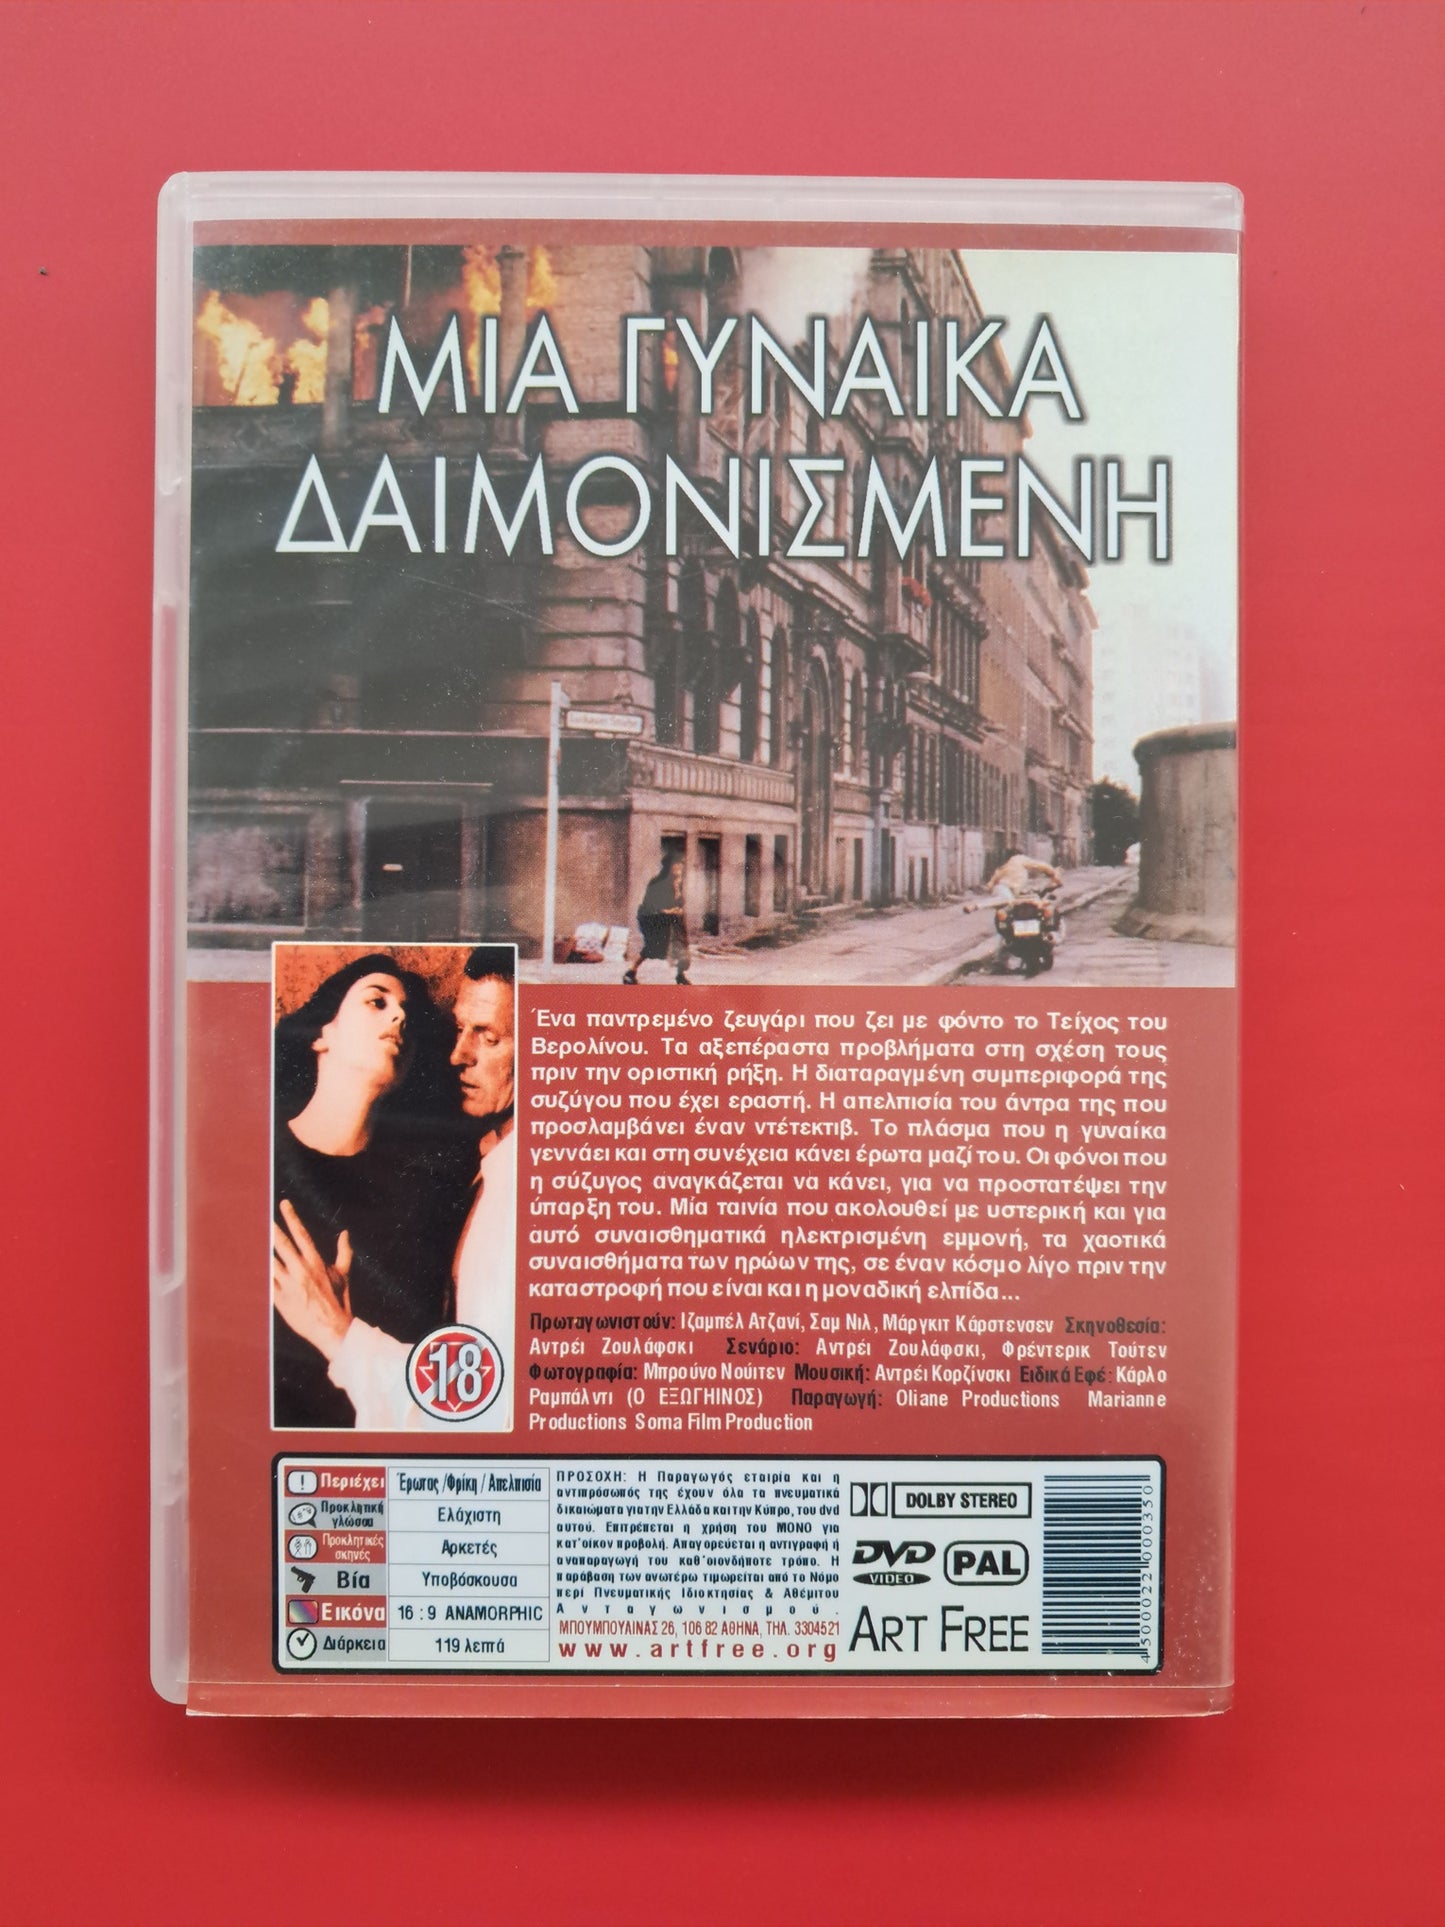 ΜΙΑ ΓΥΝΑΙΚΑ
ΔΑΙΜΟΝΙΣΜΕΝΗ
Ένα παντρεμένο ζευγάρι που ζει με φόντο το Τείχος του
Βερολίνου. Τα αξεπέραστα προβλήματα στη σχέση τους
πριν την οριστική ρήξη. Η διαταραγμένη συμπεριφορά της
συζύγου που έχει εραστή. Η απελπισία του άντρα της που
προσλαμβάνει έναν ντέτεκτιβ. Το πλάσμα που η γυναίκα
γεννάει και στη συνέχεια κάνει έρωτα μαζί του. Οι φόνοι που
η σύζυγος αναγκάζεται να κάνει, για να προστατέψει την
ύπαρξη του. Μία ταινία που ακολουθεί με υστερική και για
αυτό συναισθηματικά ηλεκτρισμένη εμμονή, τα χαοτικά
συναισθήματα των ηρώων της, σε έναν κόσμο λίγο πριν την
καταστροφή που είναι και η μοναδική ελπίδα...
Πρωταγωνιστούν: Ιζαμπέλ Ατζανί, Σαμ Νιλ, Μάργκιτ Κάρστενσεν Σκηνοθεσία:
Αντρέι Ζουλάφσκι Σενάριο: Αντρέι Ζουλάφσκι, Φρέντερικ Τούτεν
Φωτογραφία: Μπρούνο Νούιτεν Μουσική: Αντρέι Κορζίνσκι Ειδικά Εφέ: Κάρλο
Ραμπάλντι (Ο ΕΞΩΓΗΙΝΟΣ) Παραγωγή: Oliane Productions Marianne
Productions Soma Film Production
18
! Περιέχει Έρωτας /Φρίκη / Απελπισία
Προκλητική γλώσσα Ελάχιστη
Προκλητικές σκηνές Αρκετές
Βία Υποβόσκουσα
Εικόνα 16 : 9 ANAMORPHIC
Διάρκεια 119 λεπτά
ΠΡΟΣΟΧΗ: Η Παραγωγός εταιρία και η
αντιπρόσωπός της έχουν όλα τα πνευματικά
δικαιώματα για την Ελλάδα και την Κύπρο, του dvd
αυτού. Επιτρέπεται η χρήση του ΜΟΝΟ για
κατ'οίκον προβολή. Απαγορεύεται η αντιγραφή ή
αναπαραγωγή του καθ'οιονδήποτε τρόπο. Η
παράβαση των ανωτέρω τιμωρείται από το Νόμο
περί Πνευματικής Ιδιοκτησίας & Αθέμιτου
Ανταγωνισμού.
ΜΠΟΥΜΠΟΥΛΙΝΑΣ 26, 106 82 ΑΘΗΝΑ, ΤΗΛ. 3304521
www.artfree.org
DOLBY STEREO
DVD VIDEO PAL
ART FREE
4 500022 000350